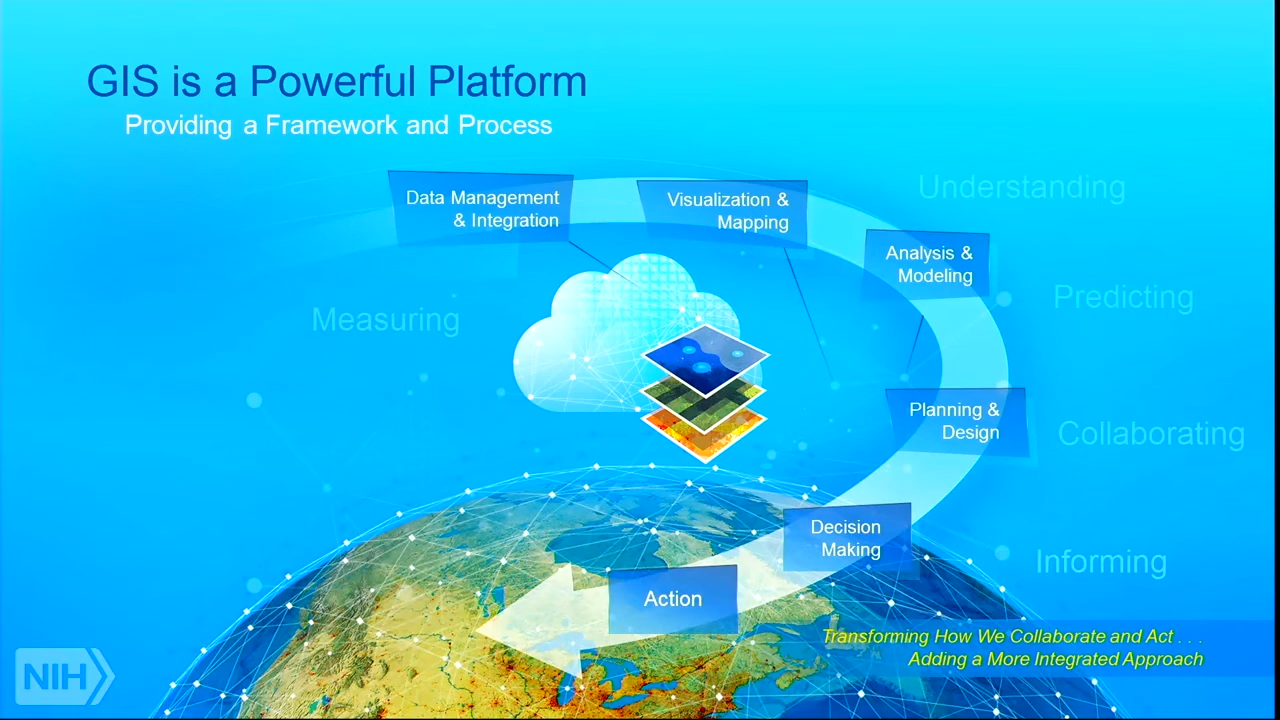 GIS is a Powerful Platform
Providing a Framework and Process
Data Management
& Integration
Visualization &
Mapping
Understanding
Analysis &
Modeling
Predicting
Measuring
Planning &
Design
Collaborating
Decision
Making
Informing
Action
Transforming How We Collaborate and Act . . .
Adding a More Integrated Approach
NIH